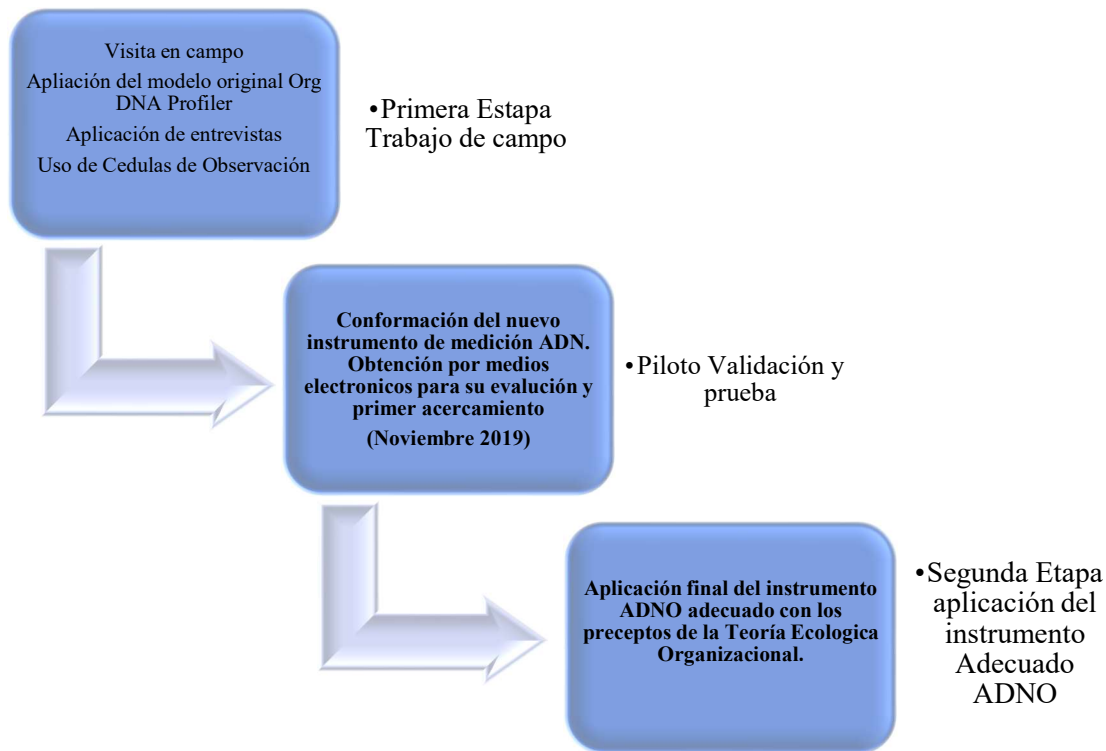 Visita en campo
Apliación del modelo original Org
DNA Profiler
Aplicación de entrevistas
Uso de Cedulas de Observación
•Primera Estapa
Trabajo de campo
Conformación del nuevo
instrumento de medición ADN.
Obtención por medios
electronicos para su evalución y
primer acercamiento
(Noviembre 2019)
•Piloto Validación y
prueba
Aplicación final del instrumento
ADNO adecuado con los
preceptos de la Teoría Ecologica
Organizacional.
•Segunda Etapa
aplicación del
instrumento
Adecuado
ADNO